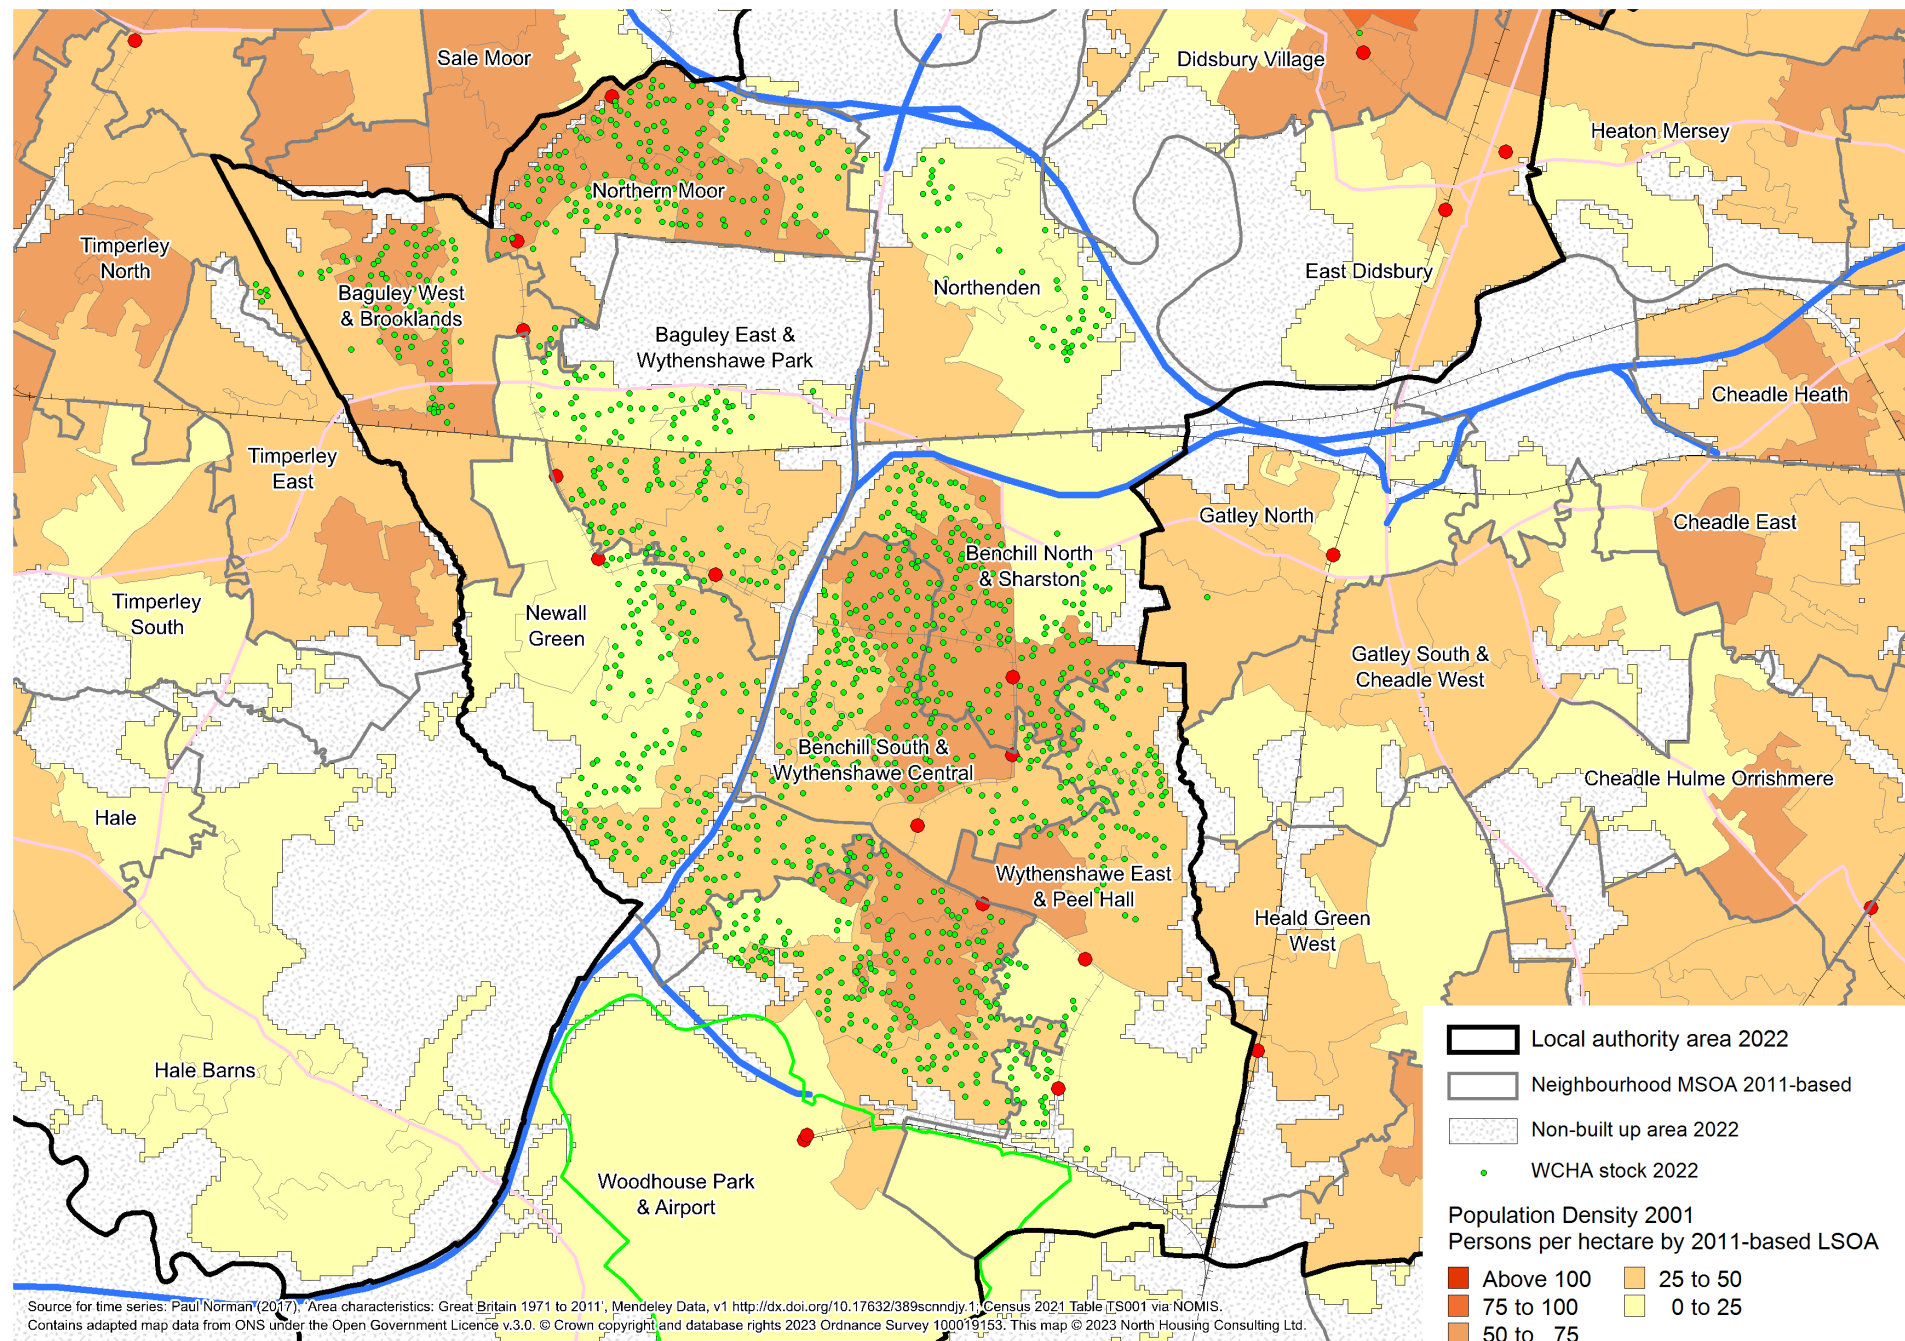 Sale Moor
Didsbury Village
Heaton Mersey
Northern Moor
Timperley
North
East Didsbury
Northenden
Baguley West
& Brooklands
Baguley East &
Wythenshawe Park
Cheadle Heath
Timperley
East
Gatley North
Cheadle East
Benchill North
& Sharston
Timperley
South
Newall
Green
Gatley South &
Cheadle West
Benchill South &
Wythenshawe Central
Cheadle Hulme Orrishmere
Hale
Wythenshawe East
& Peel Hall
Heald Green
West
Hale Barns
Woodhouse Park
& Airport
Local authority area 2022
Neighbourhood MSOA 2011-based
Non-built up area 2022
WCHA stock 2022
Population Density 2001
Persons per hectare by 2011-based LSOA
Above 100
25 to 50
75 to 100
0 to 25
50 to 75
Source for time series: Paul Norman (2017), 'Area characteristics: Great Britain 1971 to 2011', Mendeley Data, v1 http://dx.doi.org/10.17632/389scnndjy.1; Census 2021 Table TS001 via NOMIS.
Contains adapted map data from ONS under the Open Government Licence v.3.0. © Crown copyright and database rights 2023 Ordnance Survey 100019153. This map © 2023 North Housing Consulting Ltd.